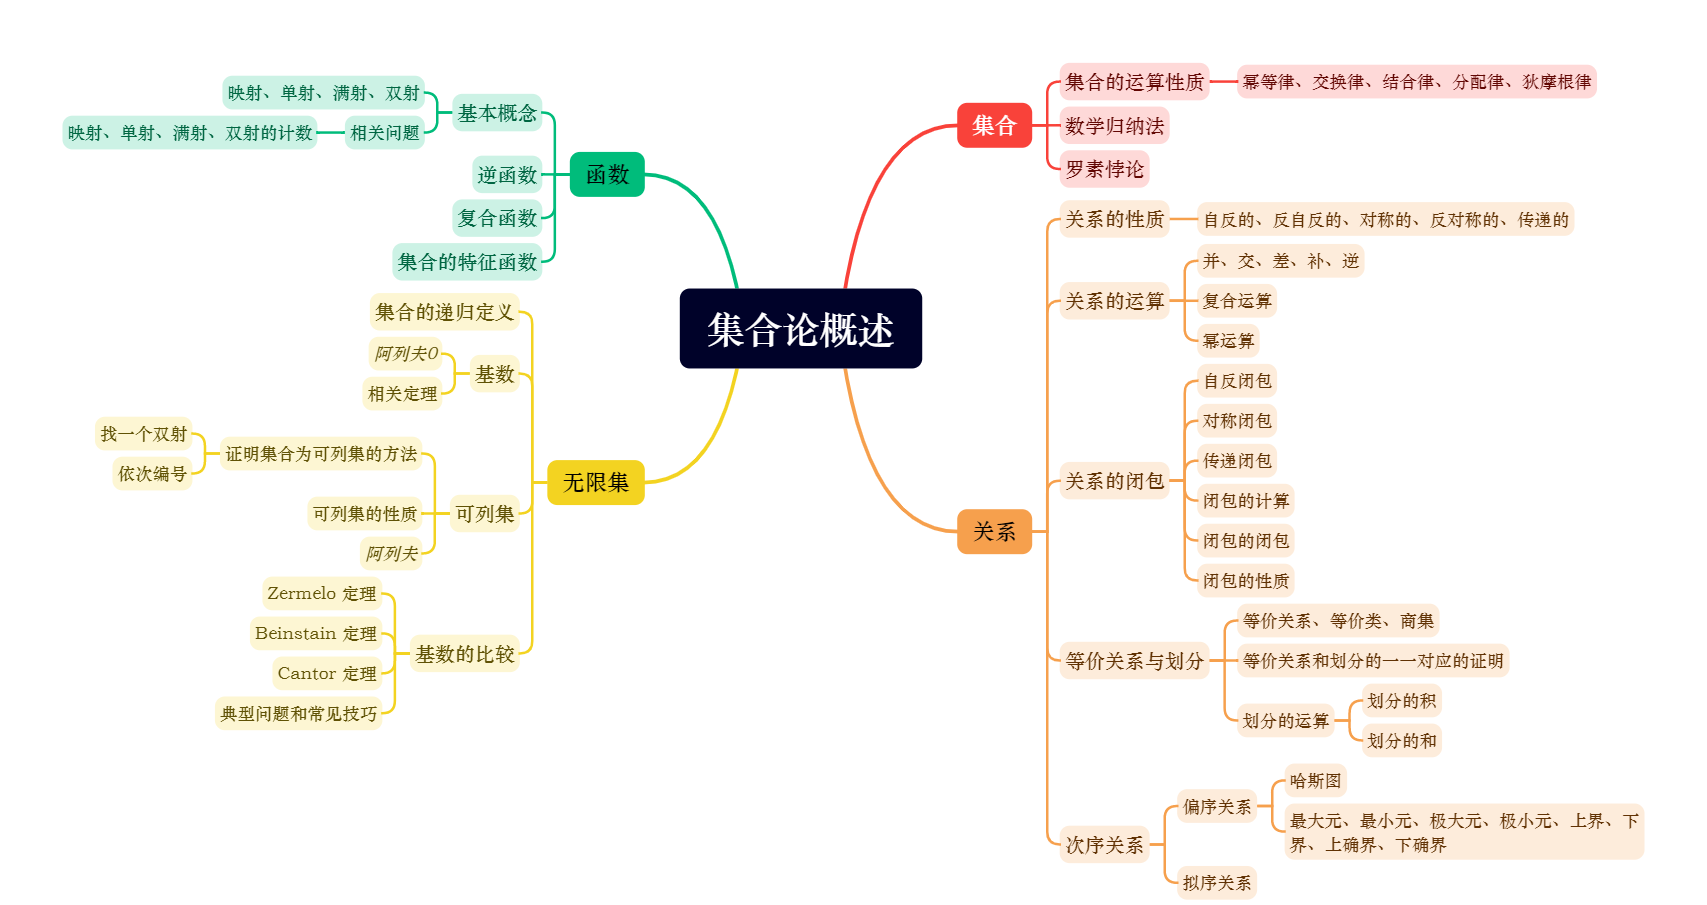 集合论概述
集合
集合的运算性质
幂等律、交换律、结合律、分配律、狄摩根律
数学归纳法
罗素悖论
关系
关系的性质
自反的、反自反的、对称的、反对称的、传递的
关系的运算
并、交、差、补、逆
复合运算
幂运算
关系的闭包
自反闭包
对称闭包
传递闭包
闭包的计算
闭包的闭包
闭包的性质
等价关系与划分
等价关系、等价类、商集
等价关系和划分的一一对应的证明
划分的运算
划分的积
划分的和
次序关系
偏序关系
哈斯图
最大元、最小元、极大元、极小元、上界、下
界、上确界、下确界
拟序关系
函数
基本概念
映射、单射、满射、双射
相关问题
映射、单射、满射、双射的计数
逆函数
复合函数
集合的特征函数
无限集
集合的递归定义
基数
阿列夫0
相关定理
可列集
证明集合为可列集的方法
找一个双射
依次编号
可列集的性质
阿列夫
基数的比较
Zermelo 定理
Beinstain 定理
Cantor 定理
典型问题和常见技巧